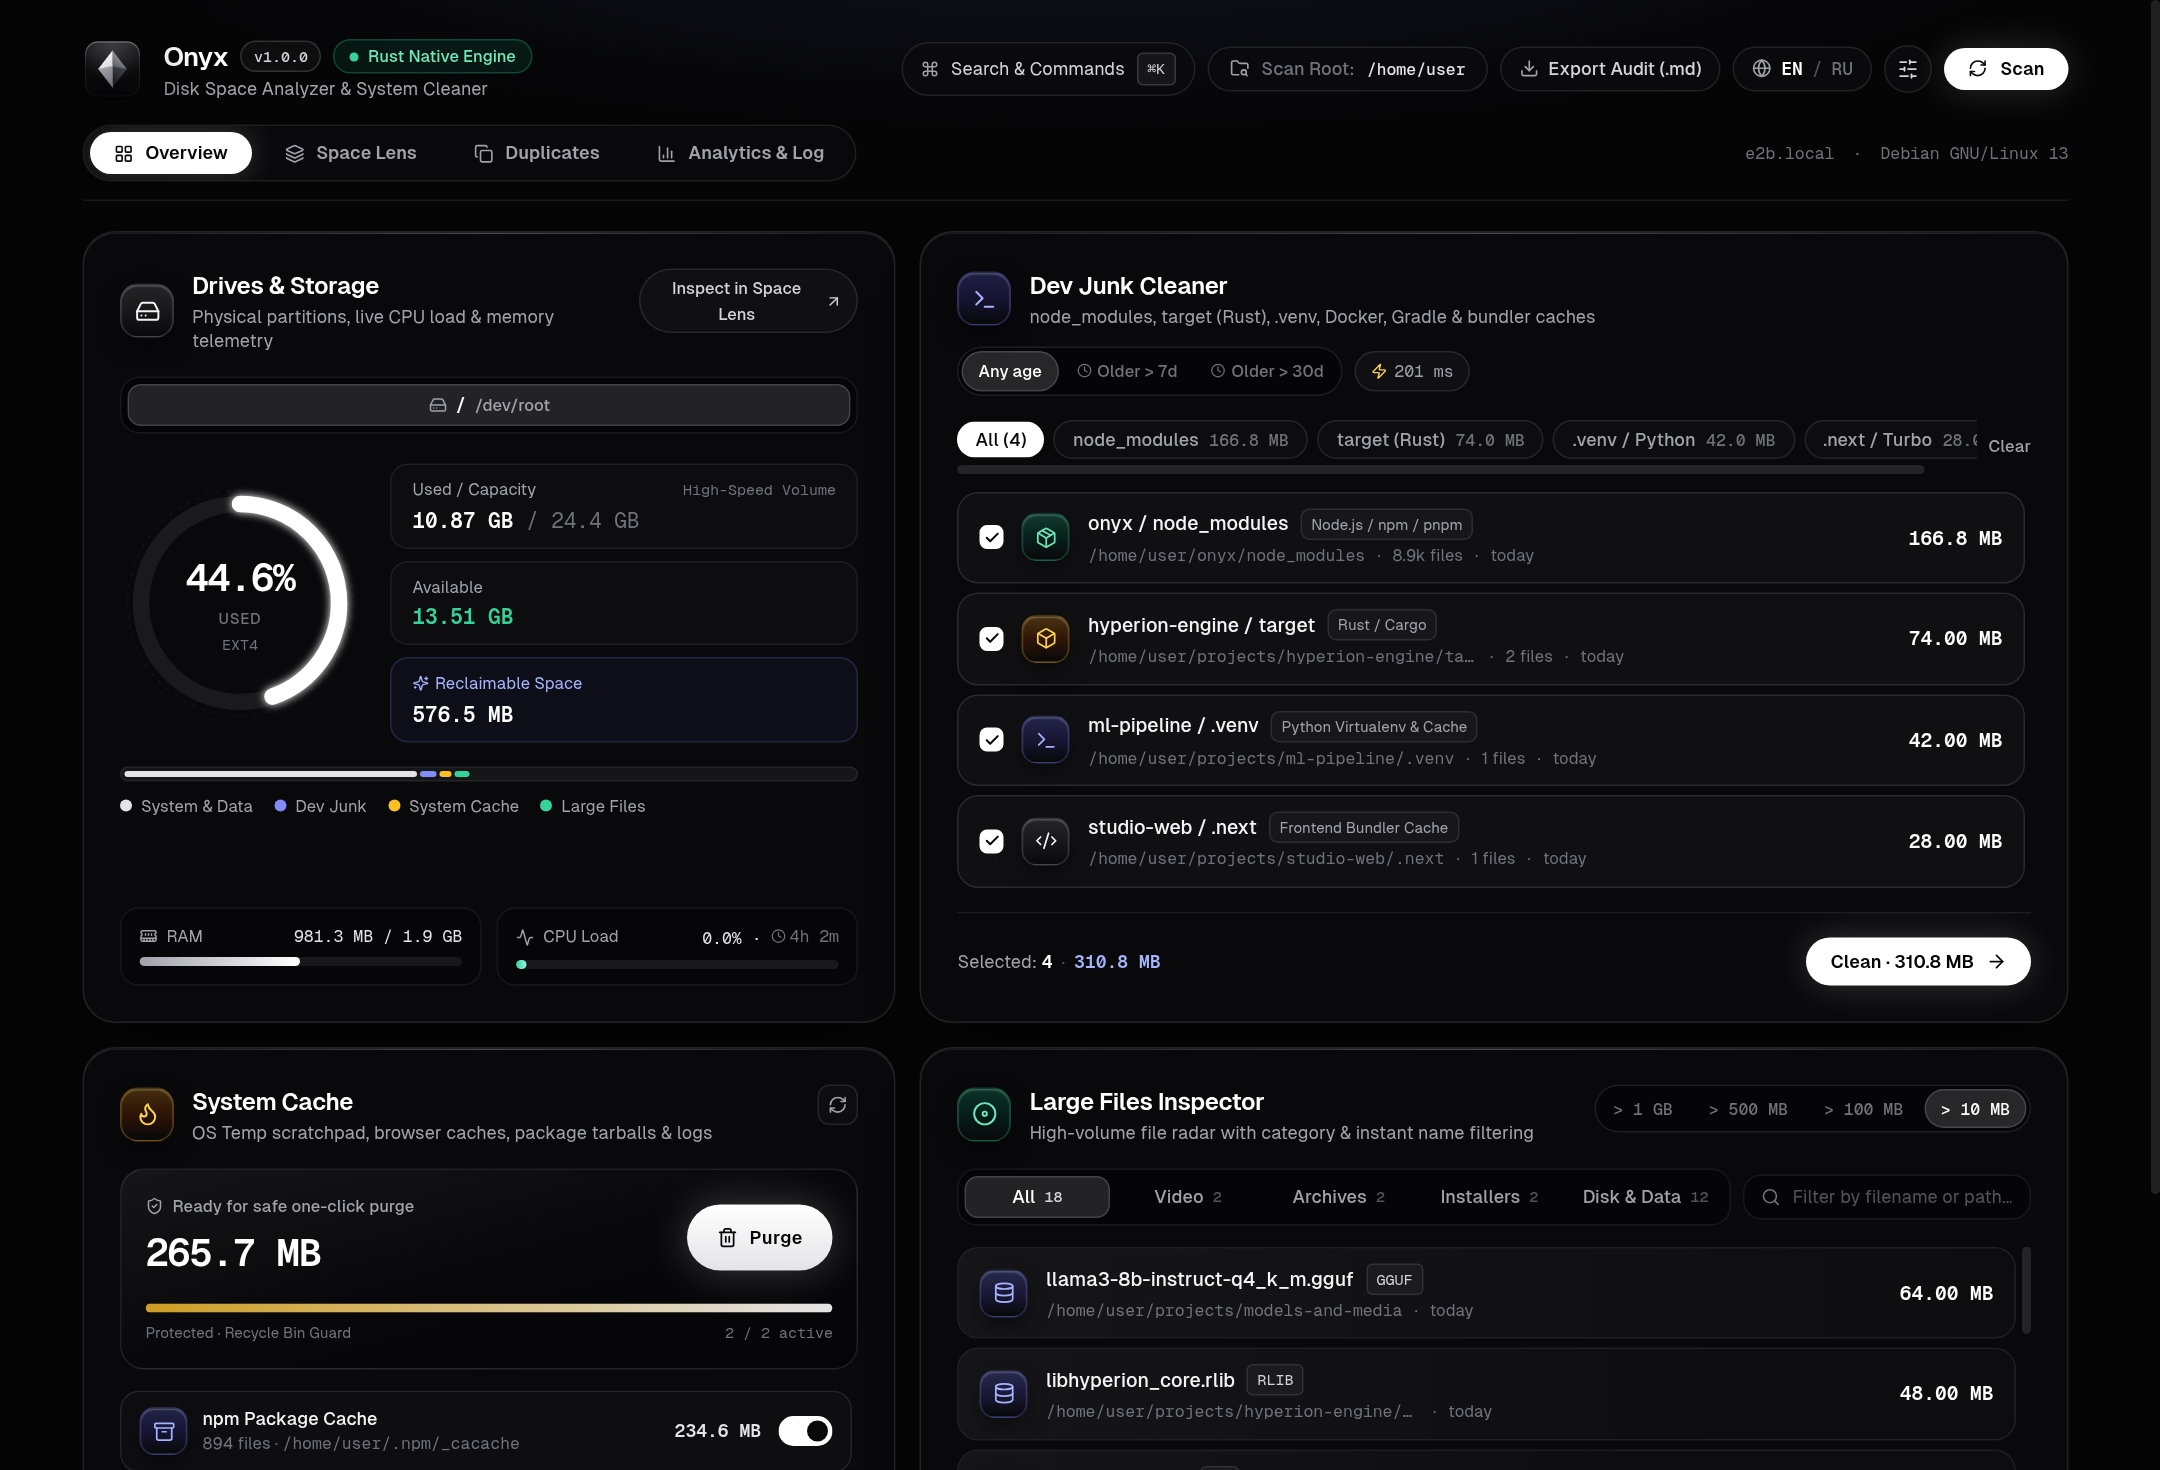 Onyx v1.0.0 Rust Native Engine
Disk Space Analyzer & System Cleaner
Search & Commands ⌘K
Scan Root: /home/user
Export Audit (.md)
EN / RU
Scan
Overview
Space Lens
Duplicates
Analytics & Log
e2b.local · Debian GNU/Linux 13
Drives & Storage
Physical partitions, live CPU load & memory
telemetry
Inspect in Space
Lens
/ /dev/root
44.6%
USED
EXT4
Used / Capacity High-Speed Volume
10.87 GB / 24.4 GB
Available
13.51 GB
Reclaimable Space
576.5 MB
System & Data Dev Junk System Cache Large Files
RAM 981.3 MB / 1.9 GB
CPU Load 0.0% · 4h 2m
Dev Junk Cleaner
node_modules, target (Rust), .venv, Docker, Gradle & bundler caches
Any age Older > 7d Older > 30d 201 ms
All (4) node_modules 166.8 MB target (Rust) 74.0 MB .venv / Python 42.0 MB .next / Turbo 28.0 Clear
onyx / node_modules Node.js / npm / pnpm
/home/user/onyx/node_modules · 8.9k files · today
166.8 MB
hyperion-engine / target Rust / Cargo
/home/user/projects/hyperion-engine/ta… · 2 files · today
74.00 MB
ml-pipeline / .venv Python Virtualenv & Cache
/home/user/projects/ml-pipeline/.venv · 1 files · today
42.00 MB
studio-web / .next Frontend Bundler Cache
/home/user/projects/studio-web/.next · 1 files · today
28.00 MB
Selected: 4 · 310.8 MB
Clean · 310.8 MB
System Cache
OS Temp scratchpad, browser caches, package tarballs & logs
Ready for safe one-click purge
265.7 MB
Purge
Protected · Recycle Bin Guard 2 / 2 active
npm Package Cache
894 files · /home/user/.npm/_cacache
234.6 MB
Large Files Inspector
High-volume file radar with category & instant name filtering
> 1 GB > 500 MB > 100 MB > 10 MB
All 18 Video 2 Archives 2 Installers 2 Disk & Data 12
Filter by filename or path...
llama3-8b-instruct-q4_k_m.gguf GGUF
/home/user/projects/models-and-media · today
64.00 MB
libhyperion_core.rlib RLIB
/home/user/projects/hyperion-engine/… · today
48.00 MB